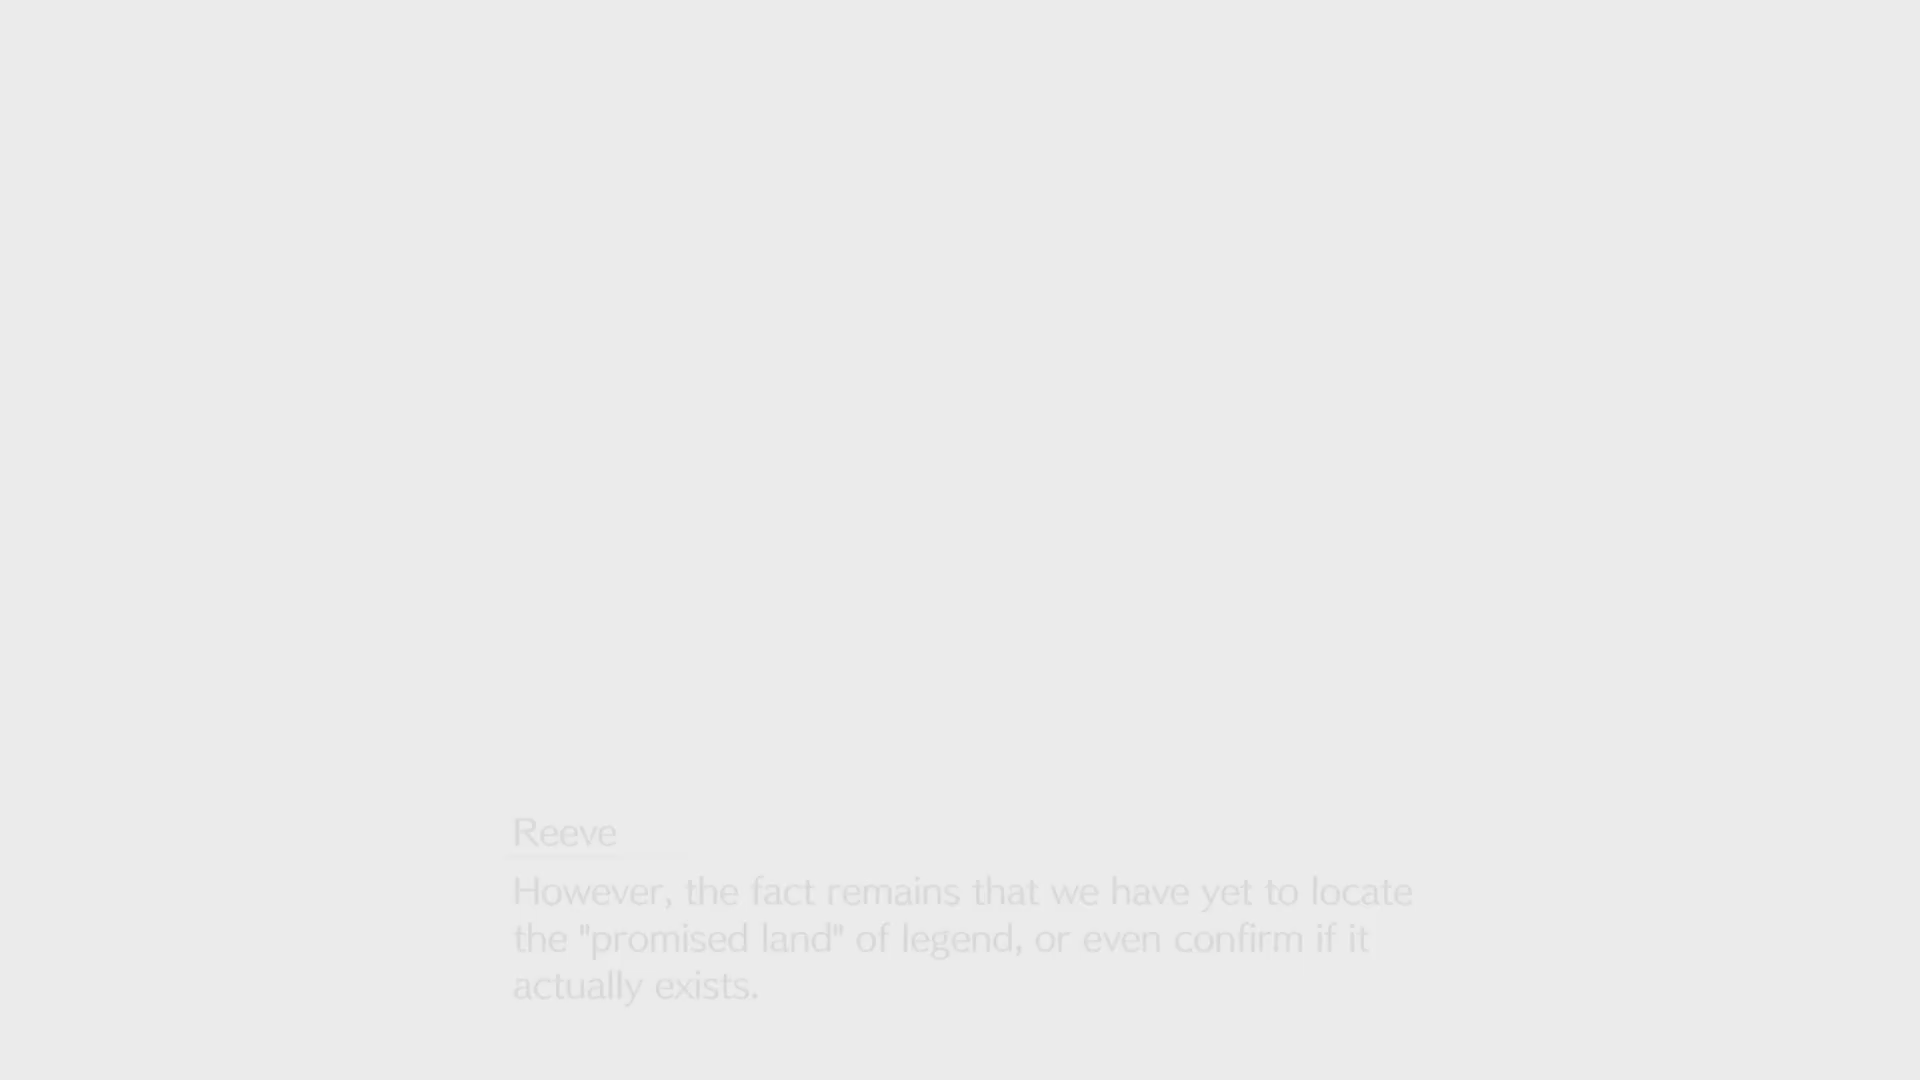 Reeve
However, the fact remains that we have yet to locate
the "promised land" of legend, or even confirm if it
actually exists.